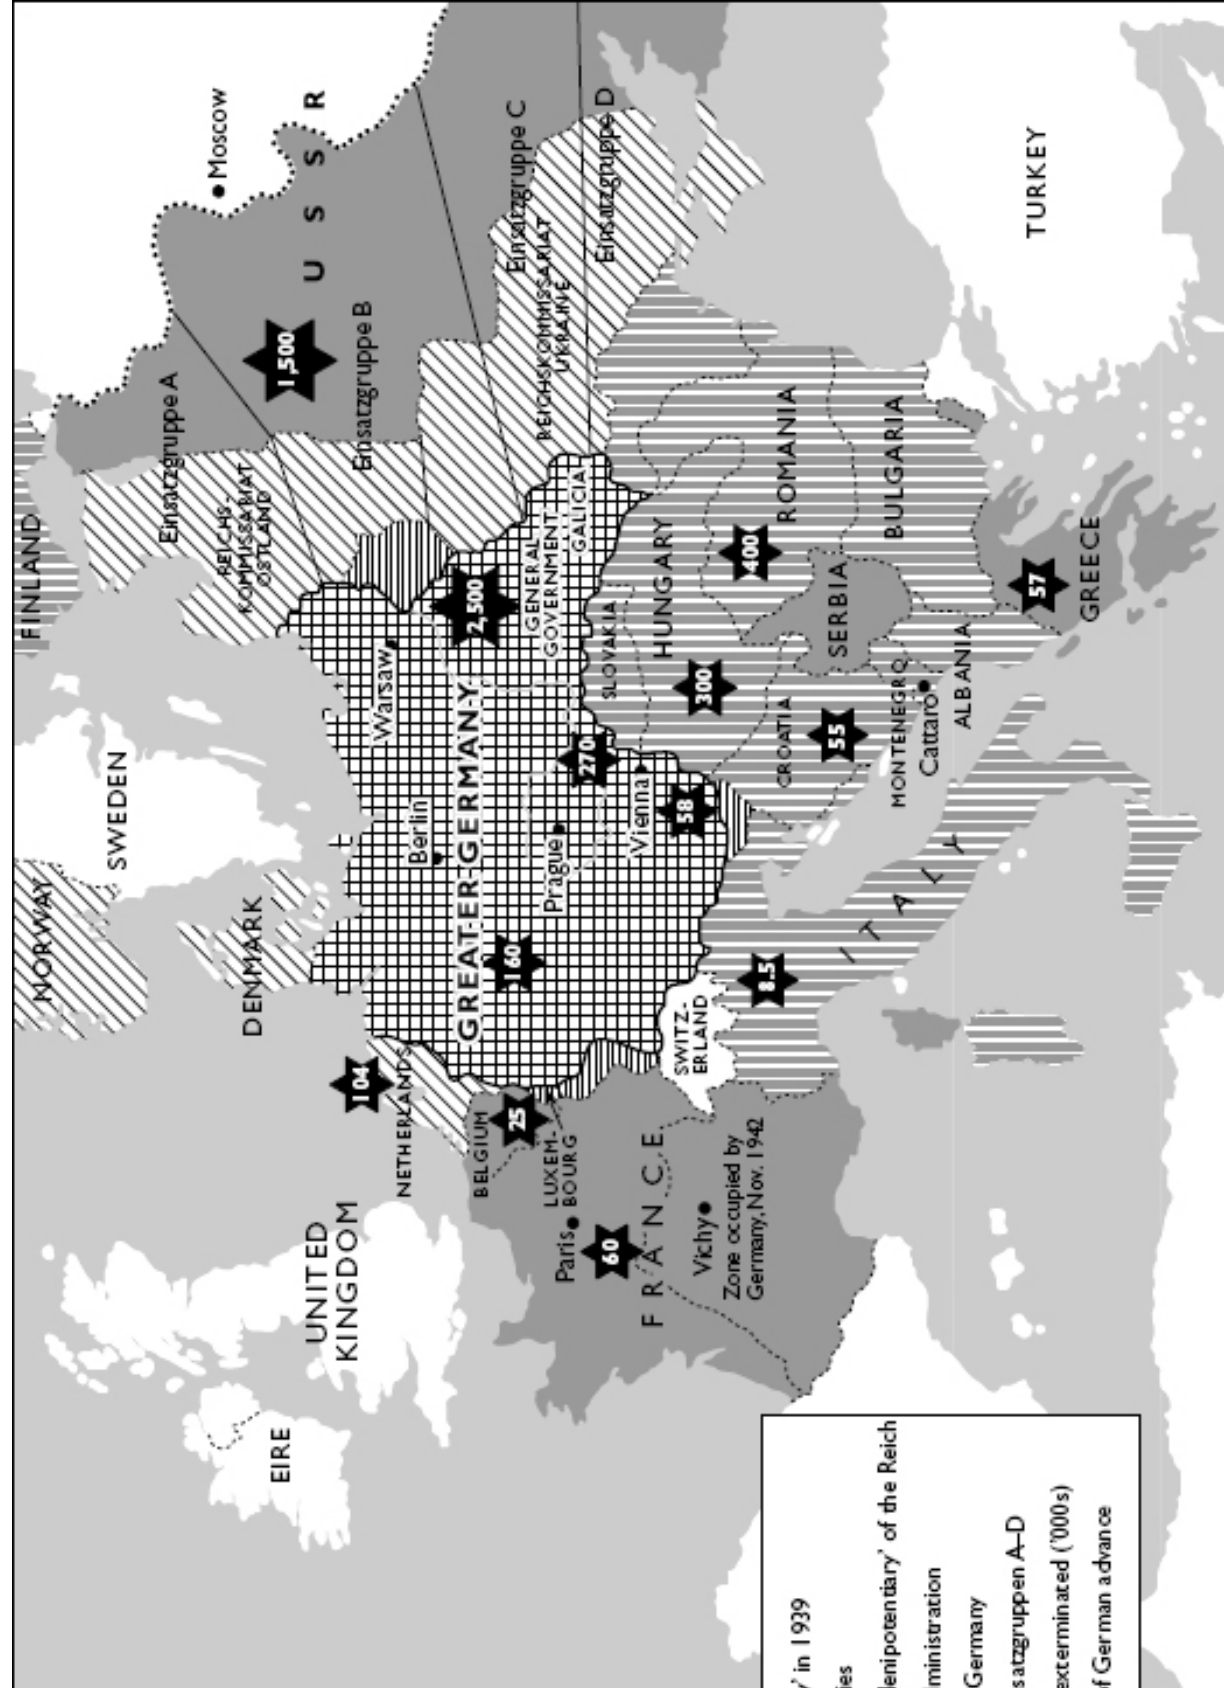 NORWAY
SWEDEN
FINLAND
DENMARK
EIRE
UNITED
KINGDOM
104
NETHERLANDS
BELGIUM
25
LUXEM-
BOURG
Paris
60
FRANCE
Vichy
Zone occupied by
Germany, Nov. 1942
SWITZ-
ERLAND
Berlin
GREATER GERMANY
160
Prague
270
Vienna
58
Warsaw
2,500
GENERAL
GOVERNMENT
GALICIA
REICHS-
KOMMISSARIAT
OSTLAND
Einsatzgruppe A
1,500
Einsatzgruppe B
USSR
Moscow
Einsatzgruppe C
REICHSKOMMISSARIAT
UKRAINE
Einsatzgruppe D
SLOVAKIA
HUNGARY
300
400
ROMANIA
CROATIA
55
SERBIA
BULGARIA
MONTENEGRO
Cattaro
ALBANIA
57
GREECE
8.5
ITALY
TURKEY
y' in 1939
ies
lenipotentiary' of the Reich
ministration
Germany
satzgruppen A–D
exterminated ('000s)
of German advance